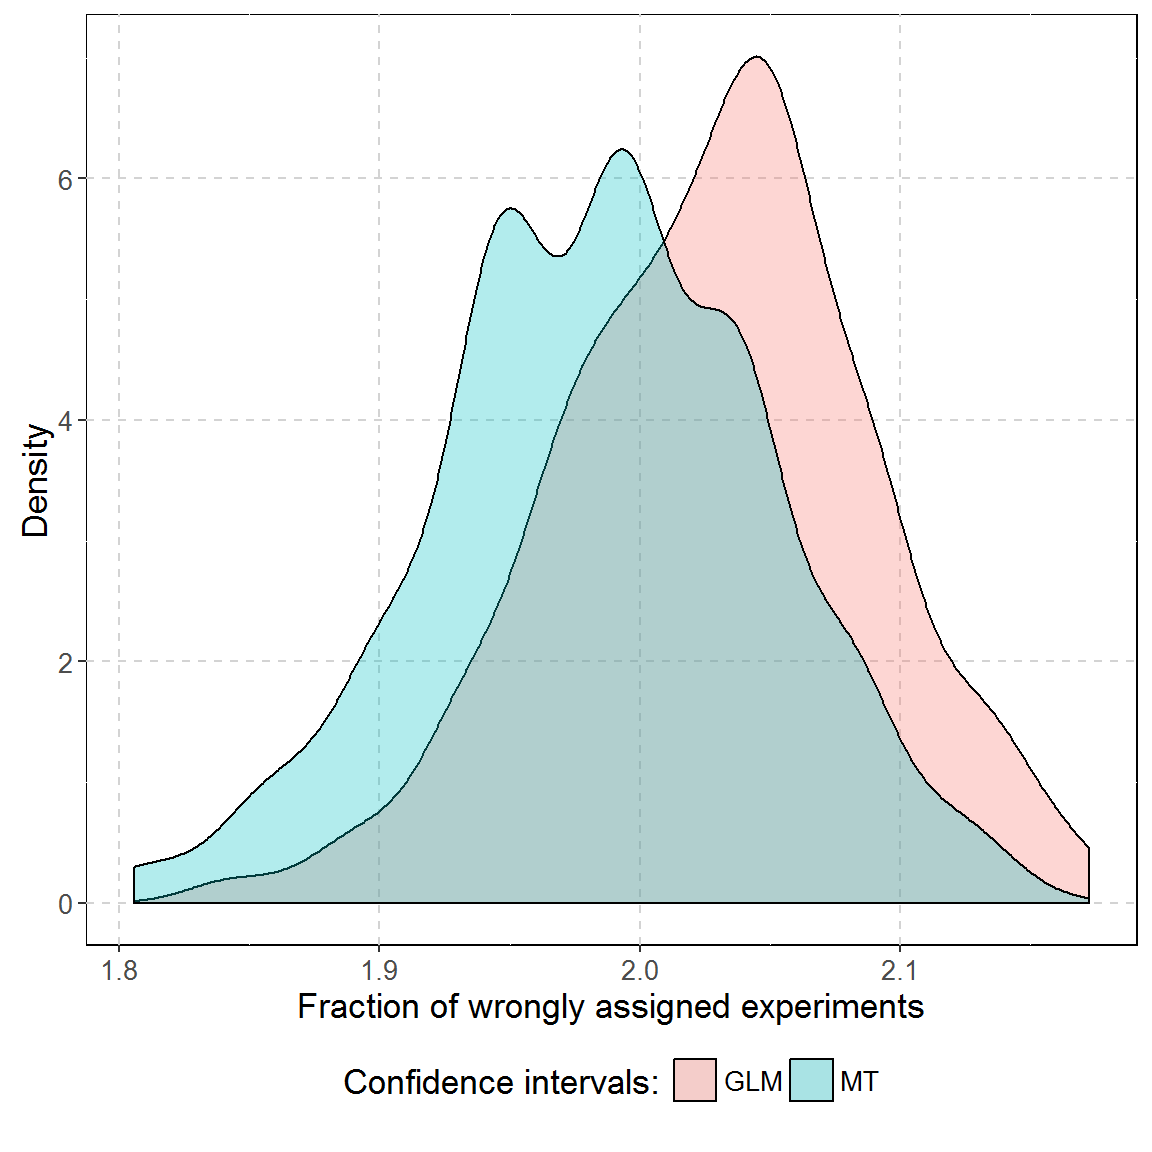 Density
6
4
2
0
1.8 1.9 2.0 2.1
Fraction of wrongly assigned experiments
Confidence intervals: GLM MT